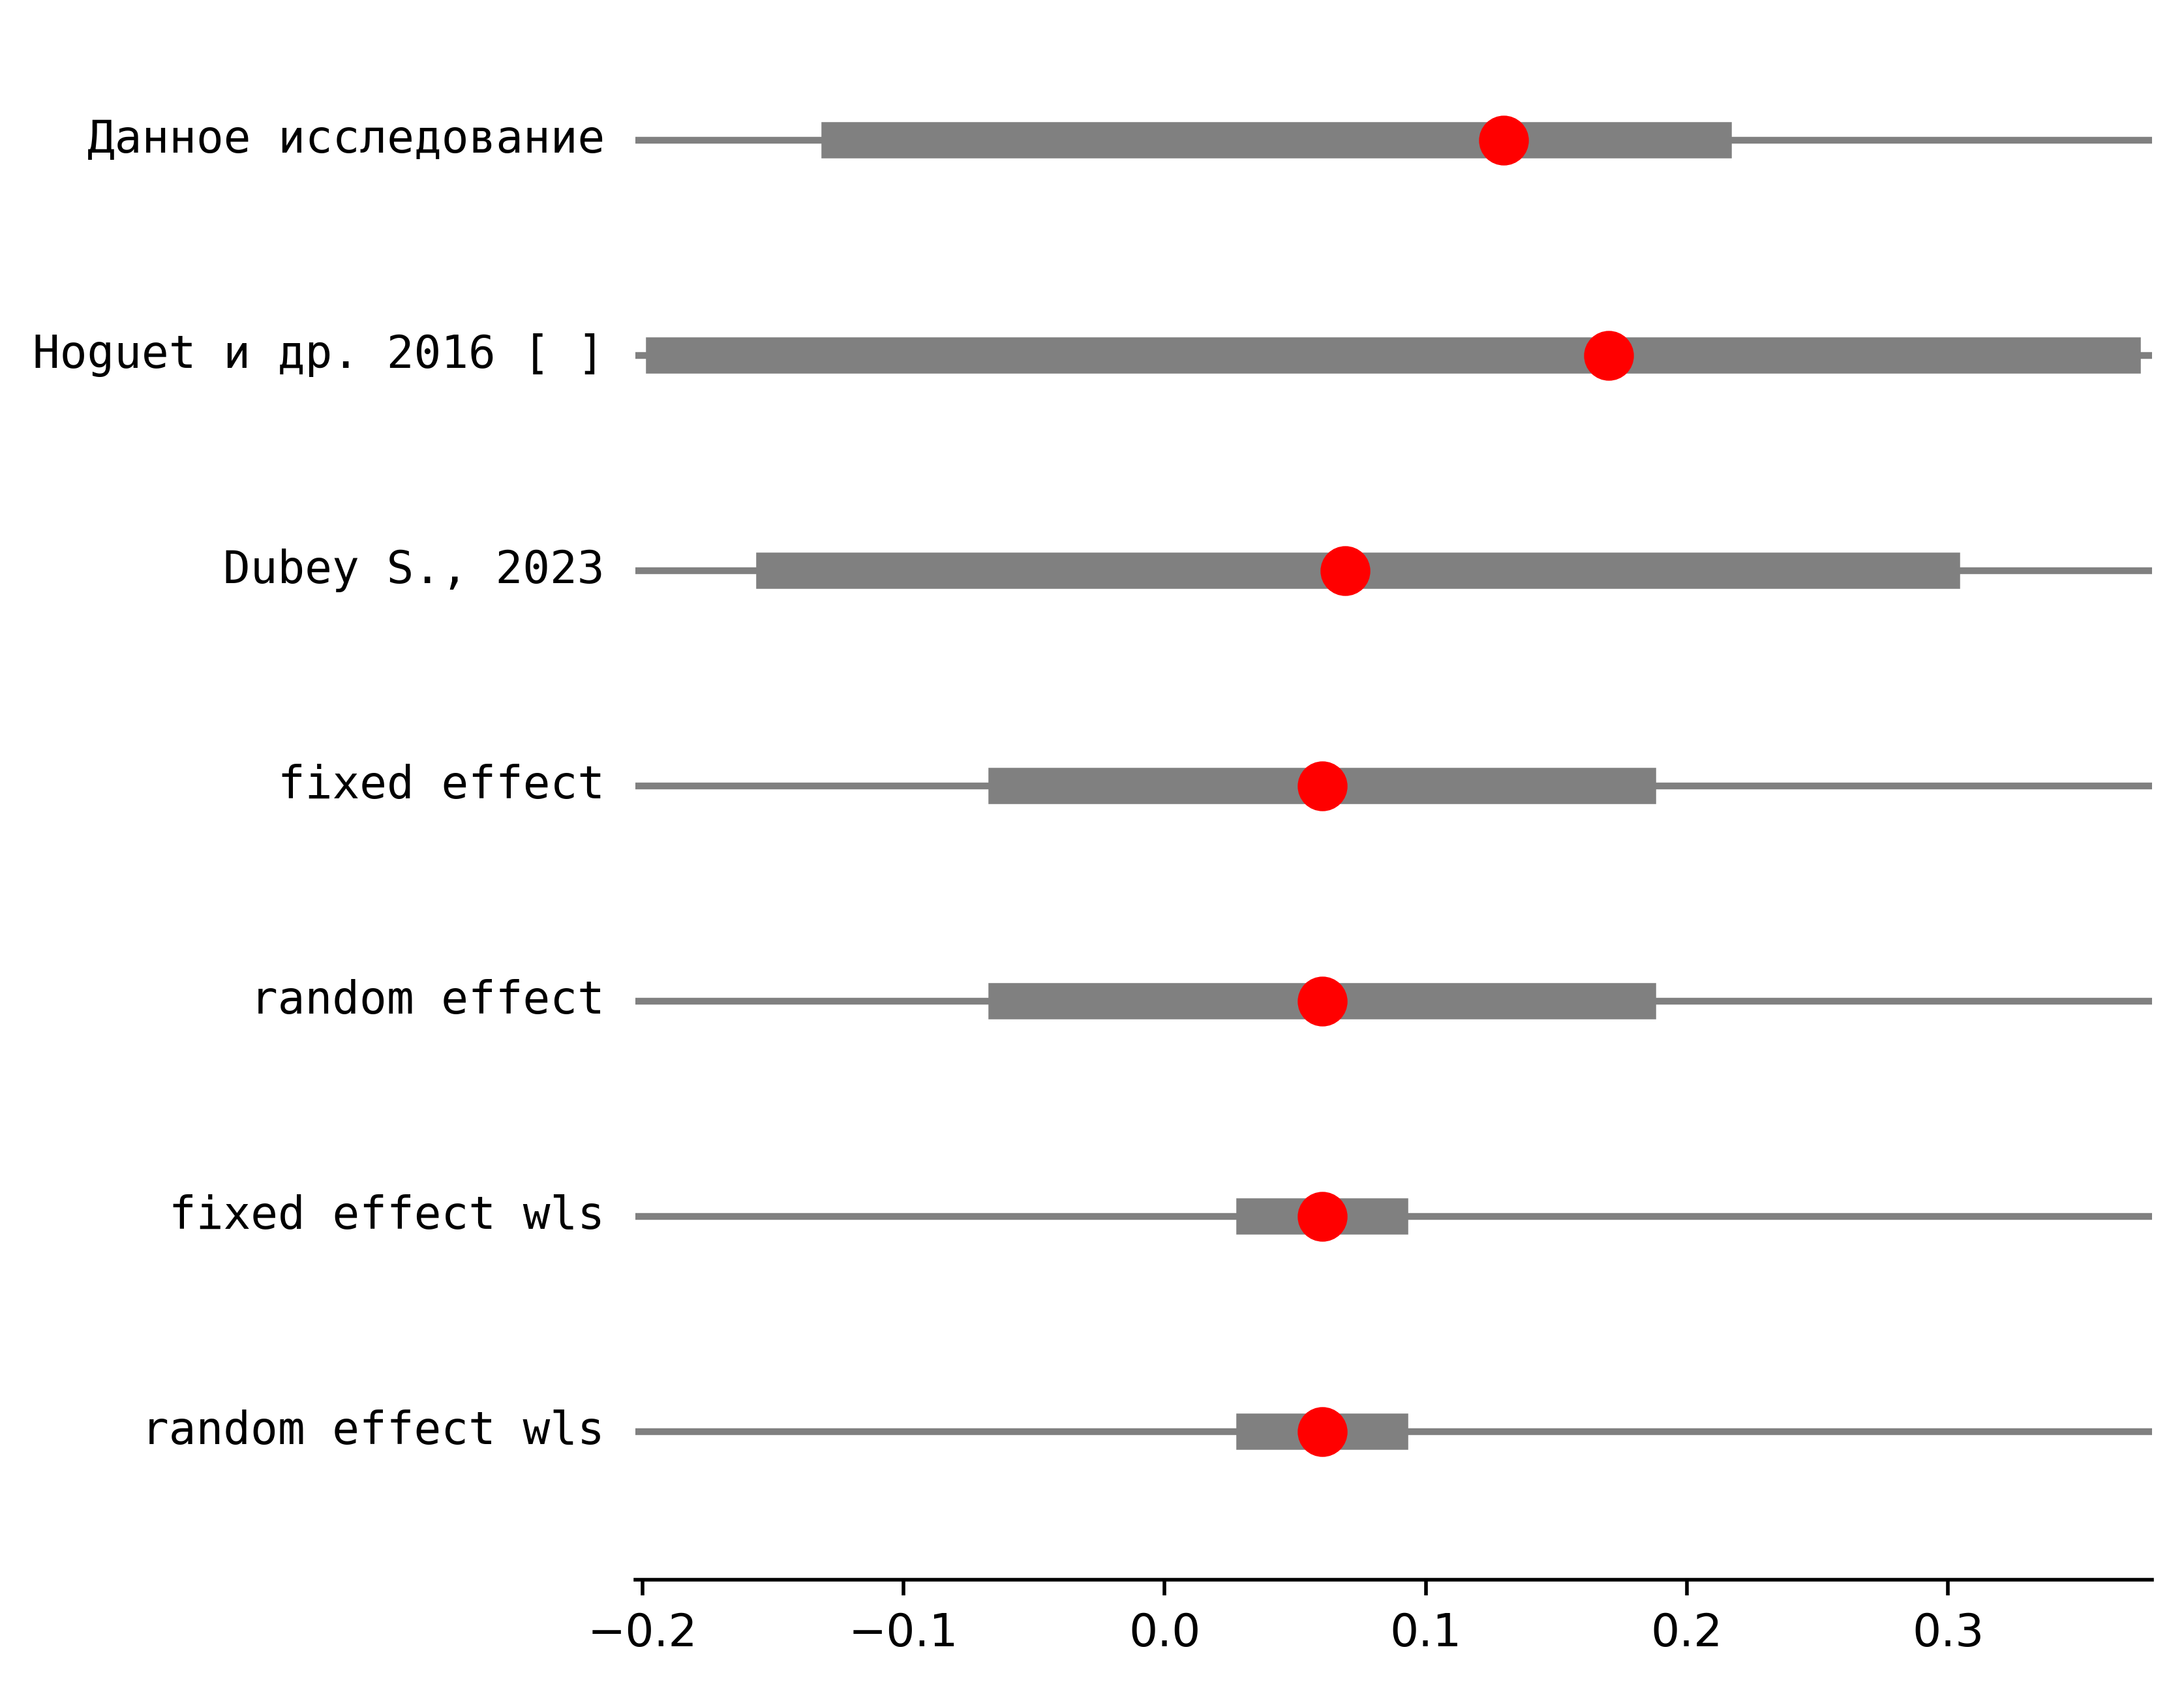 Данное исследование
Hoguet и др. 2016 [ ]
Dubey S., 2023
fixed effect
random effect
fixed effect wls
random effect wls
−0.2 −0.1 0.0 0.1 0.2 0.3